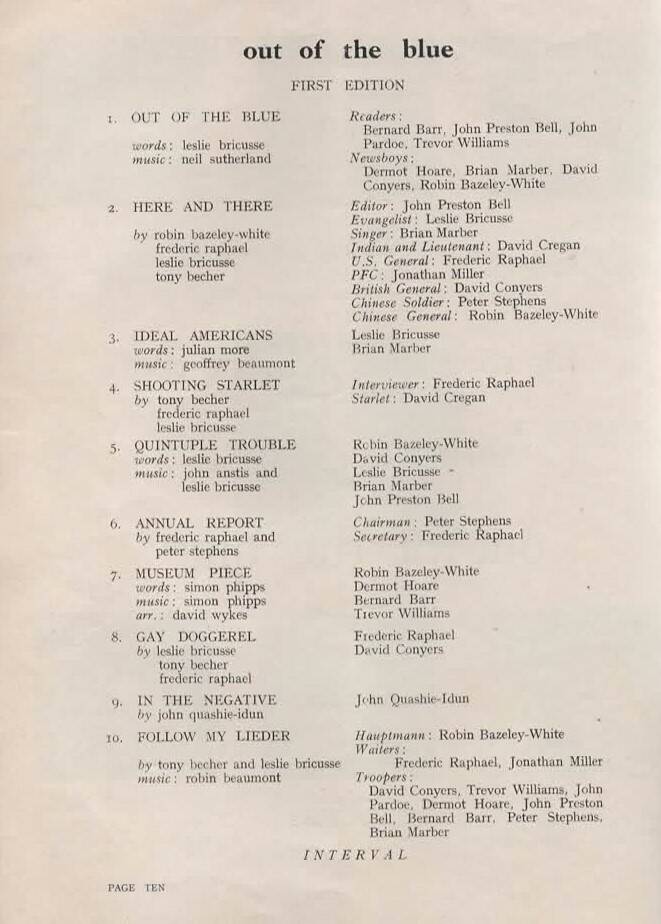 out of the blue
FIRST EDITION
1. OUT OF THE BLUE
words : leslie bricusse
music : neil sutherland
Readers :
Bernard Barr, John Preston Bell, John
Pardoe, Trevor Williams
Newsboys :
Dermot Hoare, Brian Marber, David
Conyers, Robin Bazeley-White
2. HERE AND THERE
by robin bazeley-white
frederic raphael
leslie bricusse
tony becher
Editor : John Preston Bell
Evangelist : Leslie Bricusse
Singer : Brian Marber
Indian and Lieutenant : David Cregan
U.S. General : Frederic Raphael
PFC : Jonathan Miller
British General : David Conyers
Chinese Soldier : Peter Stephens
Chinese General : Robin Bazeley-White
3. IDEAL AMERICANS
words : julian more
music : geoffrey beaumont
Leslie Bricusse
Brian Marber
4. SHOOTING STARLET
by tony becher
frederic raphael
leslie bricusse
Interviewer : Frederic Raphael
Starlet : David Cregan
5. QUINTUPLE TROUBLE
words : leslie bricusse
music : john anstis and
leslie bricusse
Robin Bazeley-White
David Conyers
Leslie Bricusse
Brian Marber
John Preston Bell
6. ANNUAL REPORT
by frederic raphael and
peter stephens
Chairman : Peter Stephens
Secretary : Frederic Raphael
7. MUSEUM PIECE
words : simon phipps
music : simon phipps
arr. : david wykes
Robin Bazeley-White
Dermot Hoare
Bernard Barr
Trevor Williams
8. GAY DOGGEREL
by leslie bricusse
tony becher
frederic raphael
Frederic Raphael
David Conyers
9. IN THE NEGATIVE
by john quashie-idun
John Quashie-Idun
10. FOLLOW MY LIEDER
by tony becher and leslie bricusse
music : robin beaumont
Hauptmann : Robin Bazeley-White
Waiters :
Frederic Raphael, Jonathan Miller
Troopers :
David Conyers, Trevor Williams, John
Pardoe, Dermot Hoare, John Preston
Bell, Bernard Barr, Peter Stephens,
Brian Marber
INTERVAL
PAGE TEN